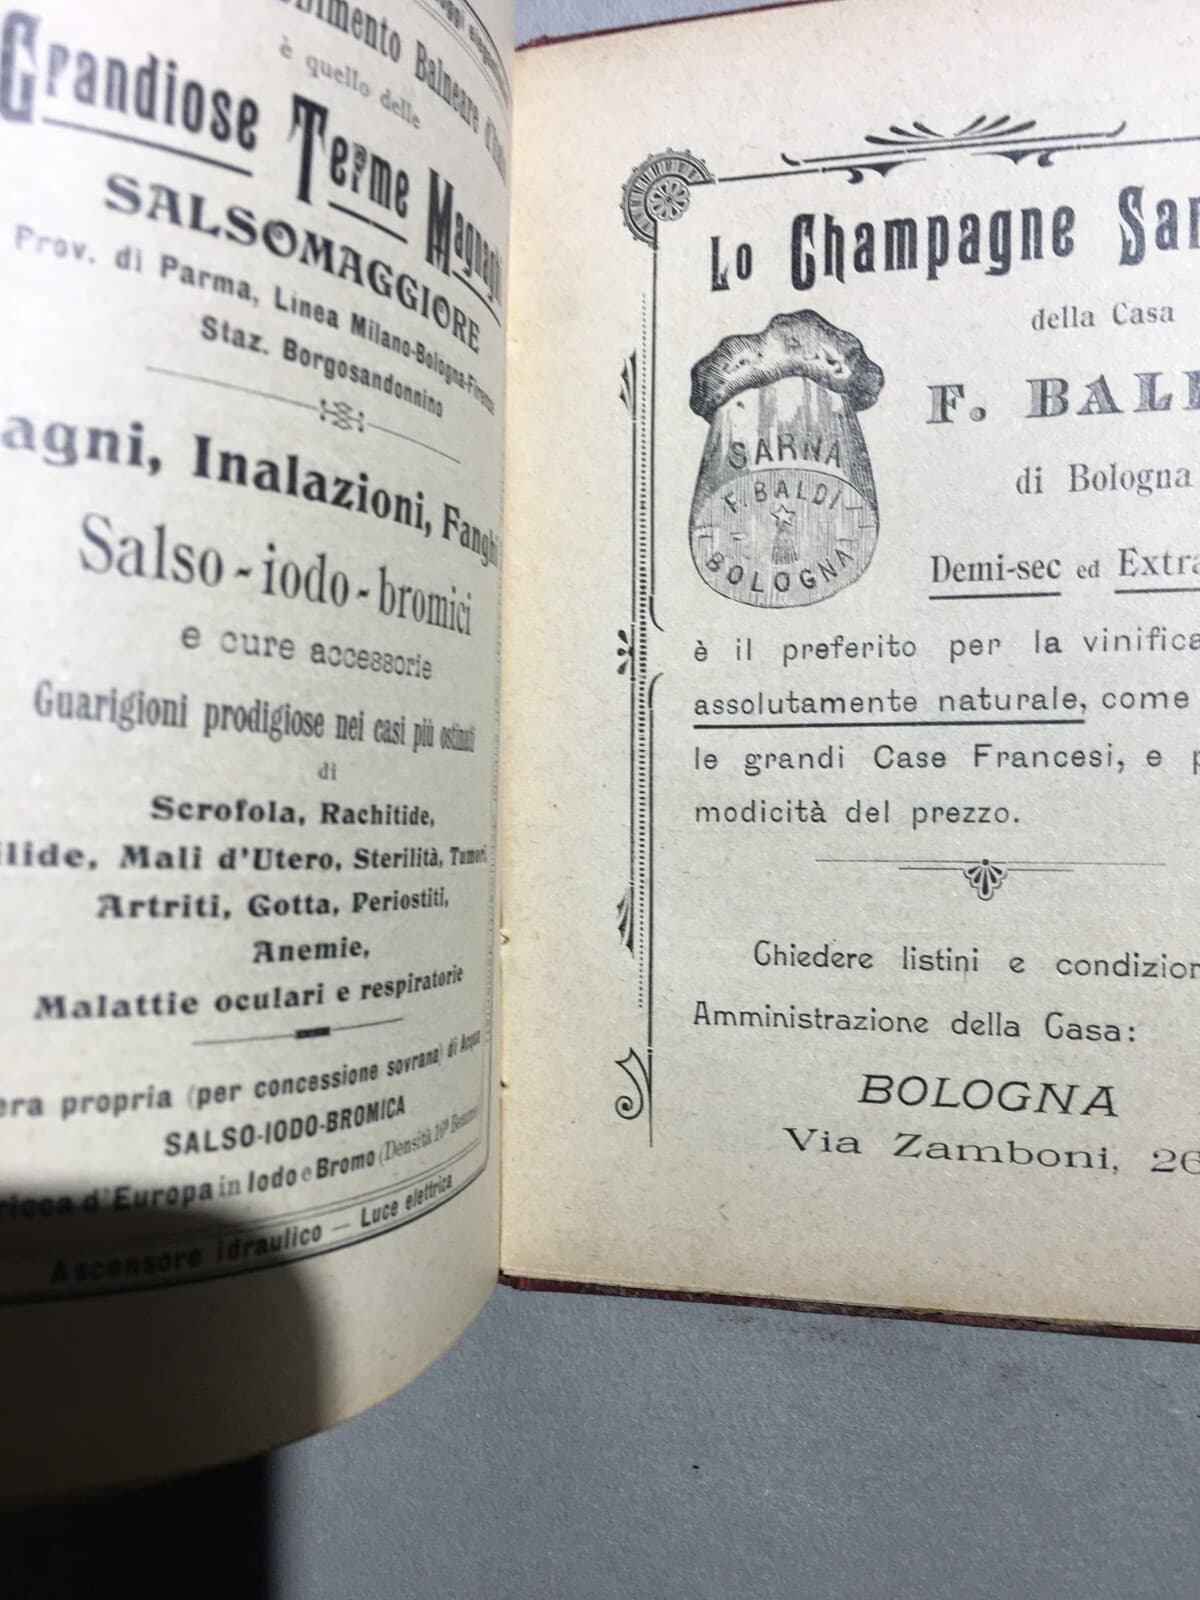 Balneare d'
è quello delle
Grandiose Terme Magnaghi
SALSOMAGGIORE
Prov. di Parma, Linea Milano-Bologna-Firenze
Staz. Borgosandonnino
agni, Inalazioni, Fanghi
Salso-iodo-bromici
e cure accessorie
Guarigioni prodigiose nei casi più ostinati
di
Scrofola, Rachitide,
ilide, Mali d'Utero, Sterilità, Tumori,
Artriti, Gotta, Periostiti,
Anemie,
Malattie oculari e respiratorie
era propria (per concessione sovrana) di Acqua
SALSO-IODO-BROMICA
ricca d'Europa in Iodo e Bromo (Densità 16º Beaumé)
Ascensore idraulico — Luce elettrica
Lo Champagne Sar
della Casa
F. BAL
di Bologna
SARNA
F. BALDI
BOLOGNA
Demi-sec ed Extra
è il preferito per la vinifica
assolutamente naturale, come
le grandi Case Francesi, e p
modicità del prezzo.
Chiedere listini e condizion
Amministrazione della Casa:
BOLOGNA
Via Zamboni, 26